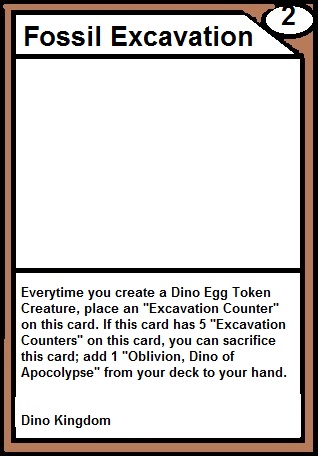 Fossil Excavation
2
Everytime you create a Dino Egg Token
Creature, place an "Excavation Counter"
on this card. If this card has 5 "Excavation
Counters" on this card, you can sacrifice
this card; add 1 "Oblivion, Dino of
Apocolypse" from your deck to your hand.
Dino Kingdom